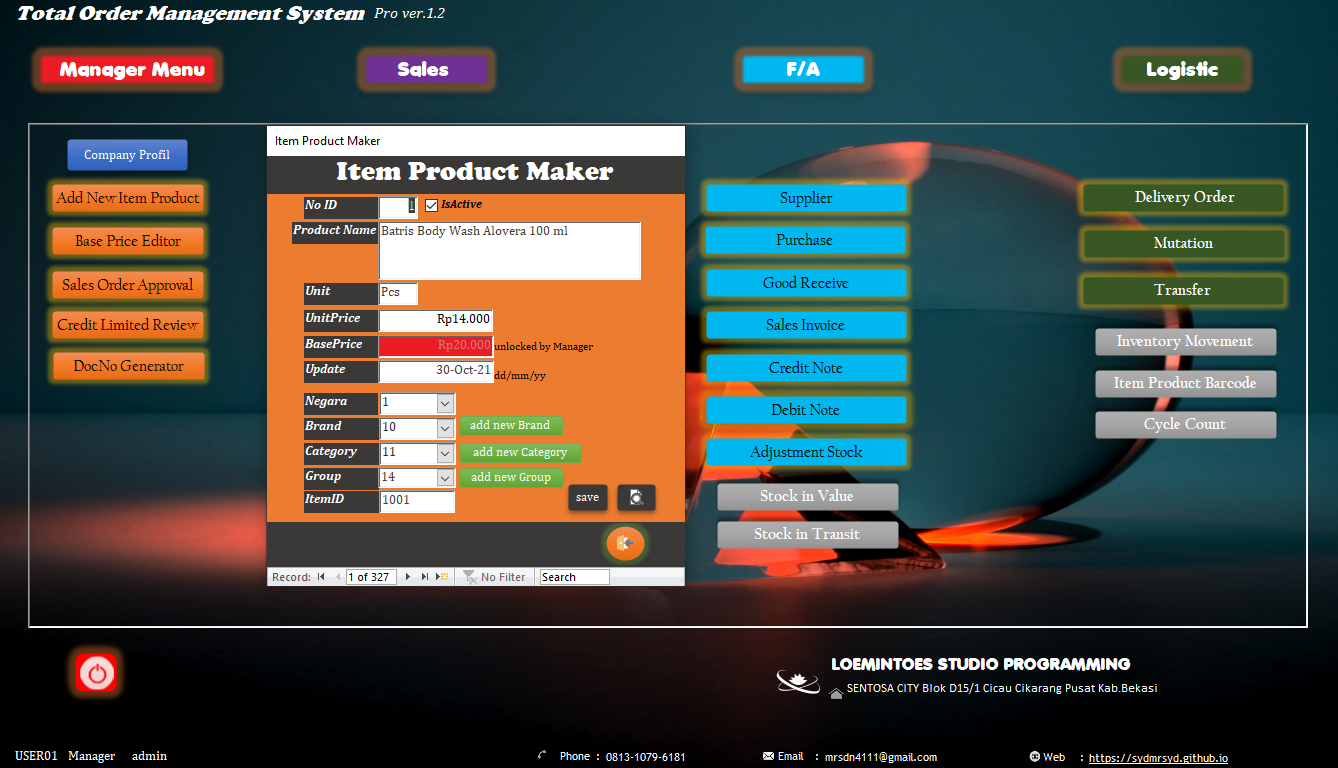 Total Order Management System Pro ver.1.2
Manager Menu
Sales
F/A
Logistic
Company Profil
Add New Item Product
Base Price Editor
Sales Order Approval
Credit Limited Review
DocNo Generator
Item Product Maker
Item Product Maker
No ID 1 IsActive
Product Name Batris Body Wash Alovera 100 ml
Unit Pcs
UnitPrice Rp14.000
BasePrice Rp20.000 unlocked by Manager
Update 30-Oct-21 dd/mm/yy
Negara 1
Brand 10 add new Brand
Category 11 add new Category
Group 14 add new Group
ItemID 1001
save
Record: 1 of 327 No Filter Search
Supplier
Purchase
Good Receive
Sales Invoice
Credit Note
Debit Note
Adjustment Stock
Stock in Value
Stock in Transit
Delivery Order
Mutation
Transfer
Inventory Movement
Item Product Barcode
Cycle Count
LOEMINTOES STUDIO PROGRAMMING
SENTOSA CITY Blok D15/1 Cicau Cikarang Pusat Kab.Bekasi
USER01 Manager admin
Phone : 0813-1079-6181
Email : mrsdn4111@gmail.com
Web : https://sydmrsyd.github.io